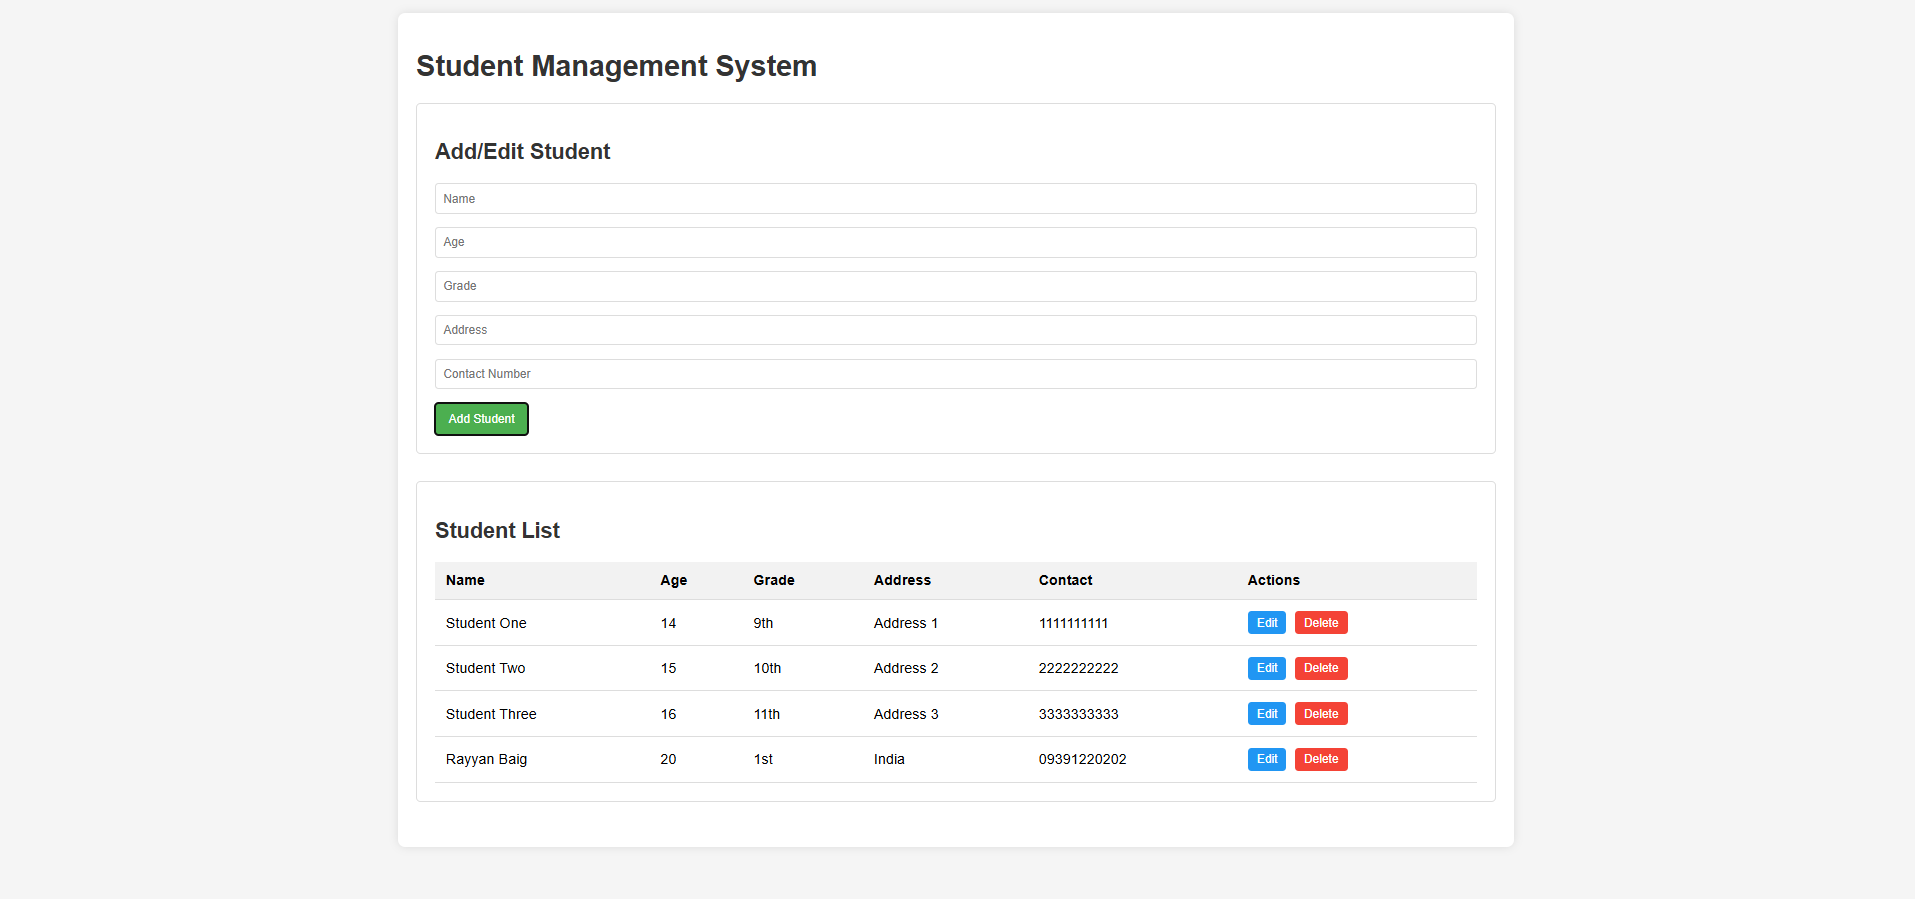 Student Management System
Add/Edit Student
Name
Age
Grade
Address
Contact Number
Add Student
Student List
Name Age Grade Address Contact Actions
Student One 14 9th Address 1 1111111111 Edit Delete
Student Two 15 10th Address 2 2222222222 Edit Delete
Student Three 16 11th Address 3 3333333333 Edit Delete
Rayyan Baig 20 1st India 09391220202 Edit Delete